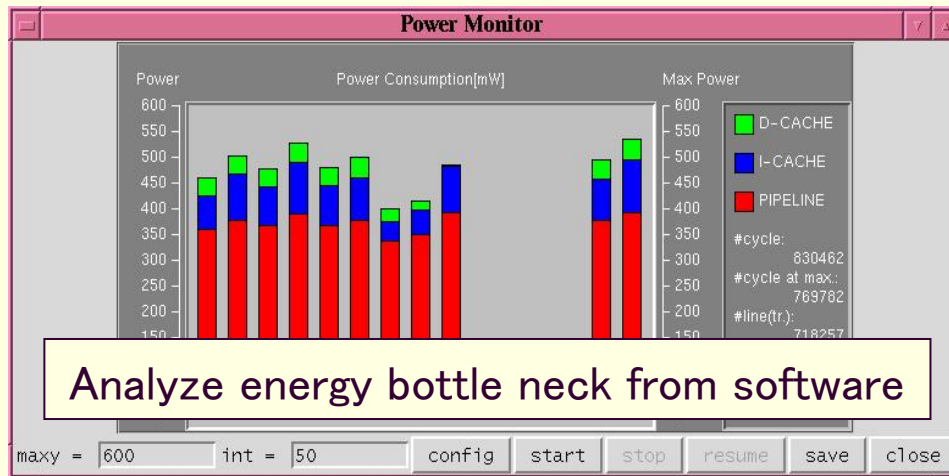 Power Monitor
Power Power Consumption[mW] Max Power
600 600
550 550
500 500
450 450
400 400
350 350
300 300
250 250
200 200
150 150
D-CACHE
I-CACHE
PIPELINE
#cycle:
830462
#cycle at max.:
769782
#line(tr.):
718257
Analyze energy bottle neck from software
maxy = 600 int = 50 config start stop resume save close